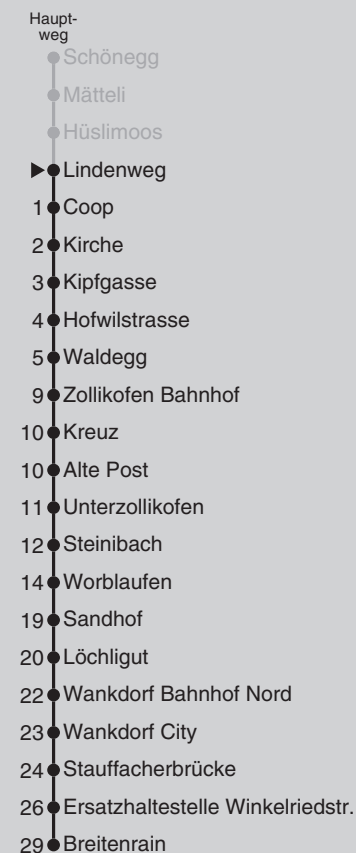 Haupt-
weg
Schönegg
Mätteli
Hüslimoos
Lindenweg
1 Coop
2 Kirche
3 Kipfgasse
4 Hofwilstrasse
5 Waldegg
9 Zollikofen Bahnhof
10 Kreuz
10 Alte Post
11 Unterzollikofen
12 Steinibach
14 Worblaufen
19 Sandhof
20 Löchligut
22 Wankdorf Bahnhof Nord
23 Wankdorf City
24 Stauffacherbrücke
26 Ersatzhaltestelle Winkelriedstr.
29 Breitenrain